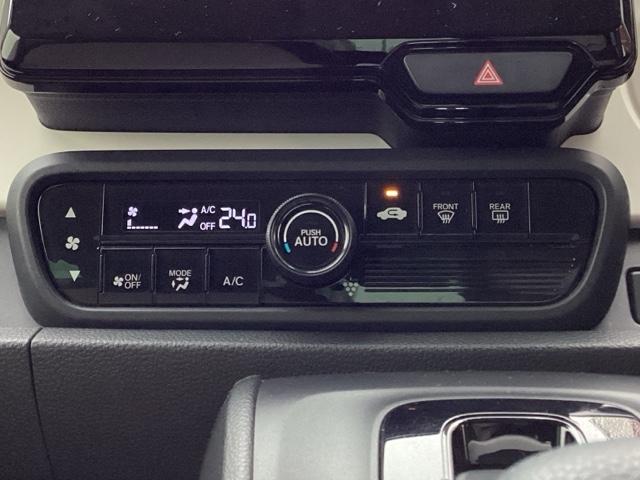 A/C
OFF
24.0
PUSH
AUTO
FRONT
REAR
ON/
OFF
MODE
A/C